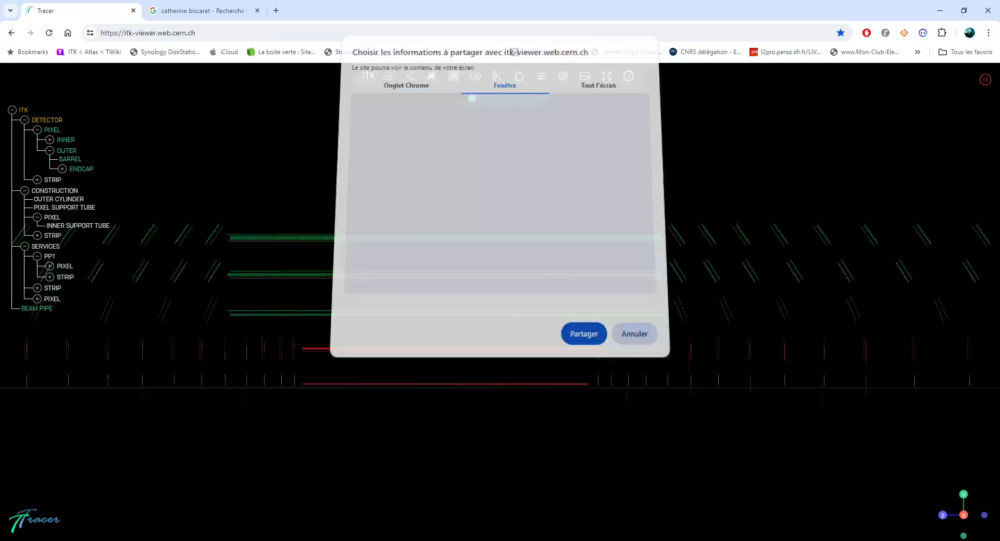 Tracer
catherine biscarat - Recherche
https://itk-viewer.web.cern.ch
Bookmarks
ITK < Atlas < TWiki
Synology DiskStation...
iCloud
La boite verte : Site...
CNRS délégation - E...
l2pro.perso.sfr.fr/LIV...
www.Mon-Club-Ele...
Tous les favoris
Choisir les informations à partager avec itk-viewer.web.cern.ch
Le site pourra voir le contenu de votre écran
ITK
Onglet Chrome
Fenêtre
Tout l'écran
ITK
DETECTOR
PIXEL
INNER
OUTER
BARREL
ENDCAP
STRIP
CONSTRUCTION
OUTER CYLINDER
PIXEL SUPPORT TUBE
PIXEL
INNER SUPPORT TUBE
STRIP
SERVICES
PP1
PIXEL
STRIP
STRIP
PIXEL
BEAM PIPE
Partager
Annuler
Tracer
Y
Z
X